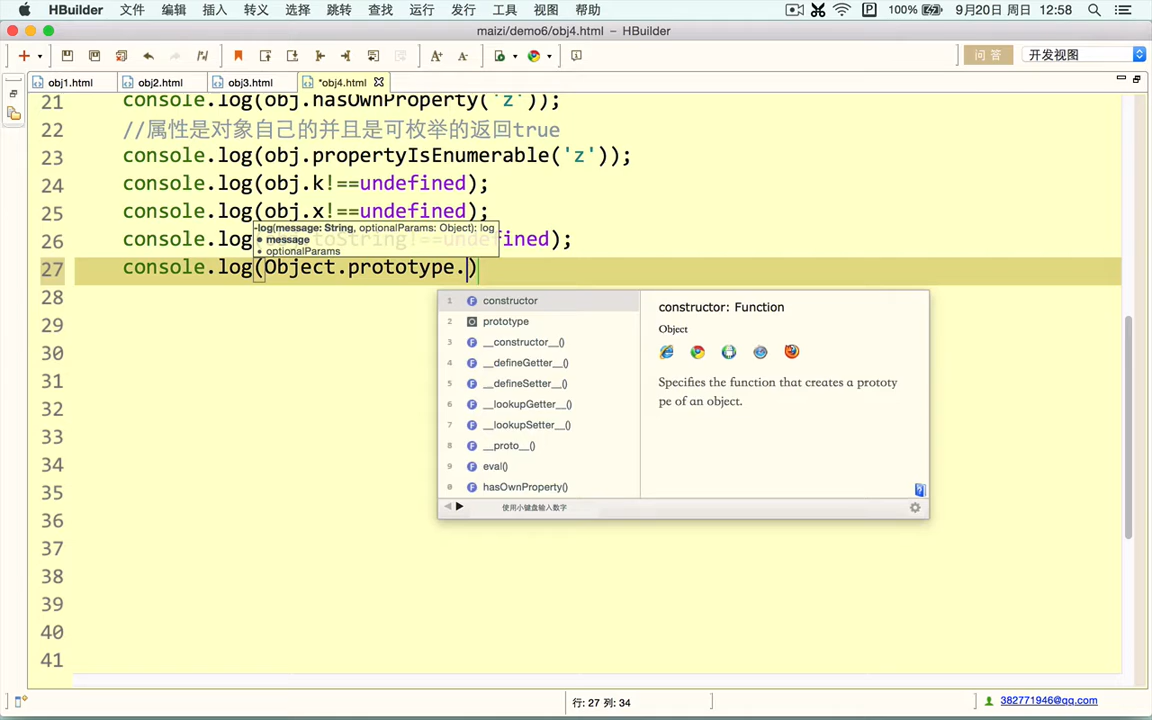 HBuilder 文件 编辑 插入 转义 选择 跳转 查找 运行 发行 工具 视图 帮助 100% 9月20日 周日 12:58
maizi/demo6/obj4.html – HBuilder
问 答 开发视图
obj1.html obj2.html obj3.html *obj4.html
21 console.log(obj.hasOwnProperty('z'));
22 //属性是对象自己的并且是可枚举的返回true
23 console.log(obj.propertyIsEnumerable('z'));
24 console.log(obj.k!==undefined);
25 console.log(obj.x!==undefined);
log(message: String, optionalParams: Object): log
26 console.log toString!==undefined);
message
optionalParams
27 console.log(Object.prototype.)
28
29
30
31
32
33
34
35
36
37
38
39
40
41
1 F constructor
2 prototype
3 F __constructor__()
4 F __defineGetter__()
5 F __defineSetter__()
6 F __lookupGetter__()
7 F __lookupSetter__()
8 F __proto__()
9 F eval()
0 F hasOwnProperty()
使用小键盘输入数字
constructor: Function
Object
Specifies the function that creates a prototy
pe of an object.
行: 27 列: 34
382771946@qq.com